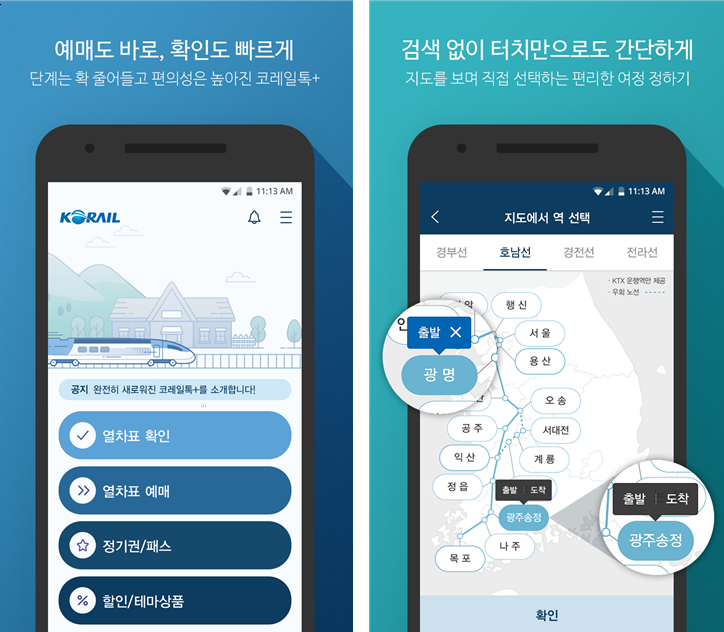 예매도 바로, 확인도 빠르게
단계는 확 줄어들고 편의성은 높아진 코레일톡+
11:13 AM
KORAIL
공지 완전히 새로워진 코레일톡+를 소개합니다!
열차표 확인
열차표 예매
정기권/패스
할인/테마상품
검색 없이 터치만으로도 간단하게
지도를 보며 직접 선택하는 편리한 여정 정하기
11:13 AM
지도에서 역 선택
경부선 호남선 경전선 전라선
· KTX 운행역만 제공
· 우회 노선
행 신
서 울
출발
광 명
용 산
오 송
공 주
서대전
익 산
계 룡
정 읍
출발 도착
광주송정
출발 도착
광주송정
나 주
목 포
확인